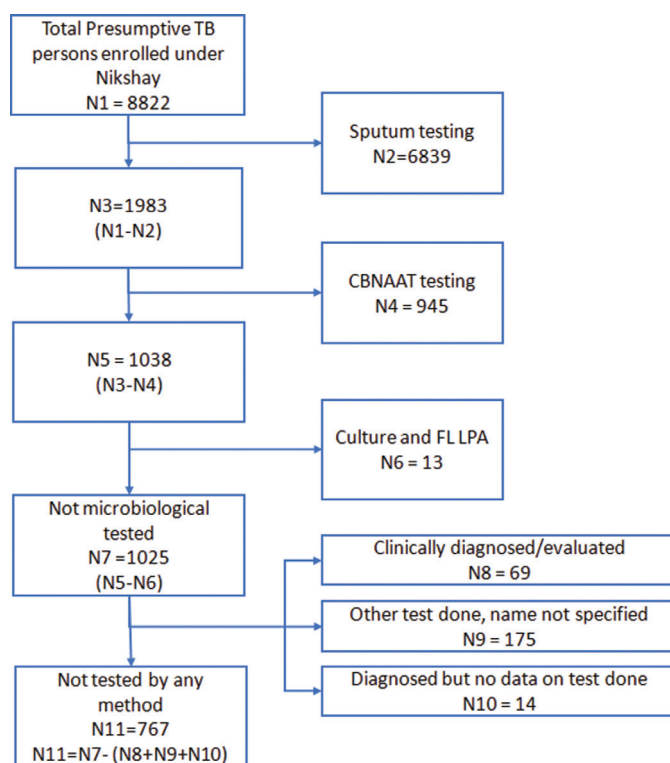 Total Presumptive TB
persons enrolled under
Nikshay
N1 = 8822
Sputum testing
N2=6839
N3=1983
(N1-N2)
CBNAAT testing
N4 = 945
N5 = 1038
(N3-N4)
Culture and FL LPA
N6 = 13
Not microbiological
tested
N7 =1025
(N5-N6)
Clinically diagnosed/evaluated
N8 = 69
Other test done, name not specified
N9 = 175
Diagnosed but no data on test done
N10 = 14
Not tested by any
method
N11=767
N11=N7- (N8+N9+N10)